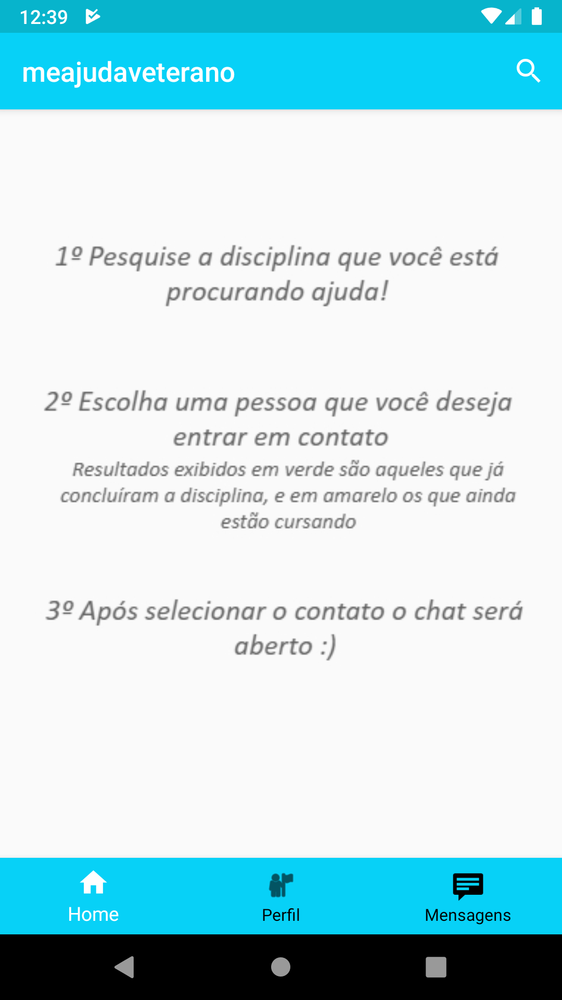 12:39
meajudaveterano
1º Pesquise a disciplina que você está
procurando ajuda!
2º Escolha uma pessoa que você deseja
entrar em contato
Resultados exibidos em verde são aqueles que já
concluíram a disciplina, e em amarelo os que ainda
estão cursando
3º Após selecionar o contato o chat será
aberto :)
Home
Perfil
Mensagens